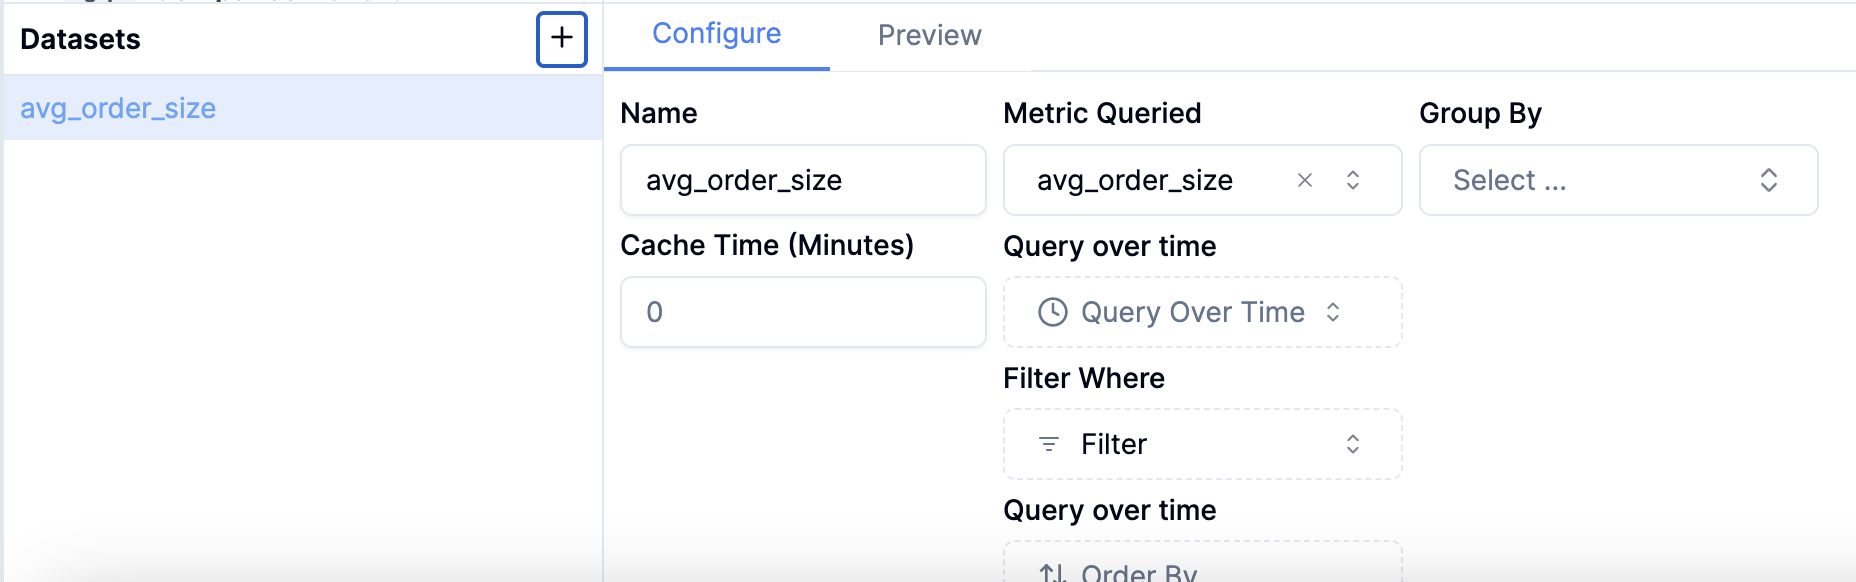 Datasets
+
avg_order_size
Configure
Preview
Name
avg_order_size
Cache Time (Minutes)
0
Metric Queried
avg_order_size
Query over time
Query Over Time
Filter Where
Filter
Query over time
Order By
Group By
Select ...